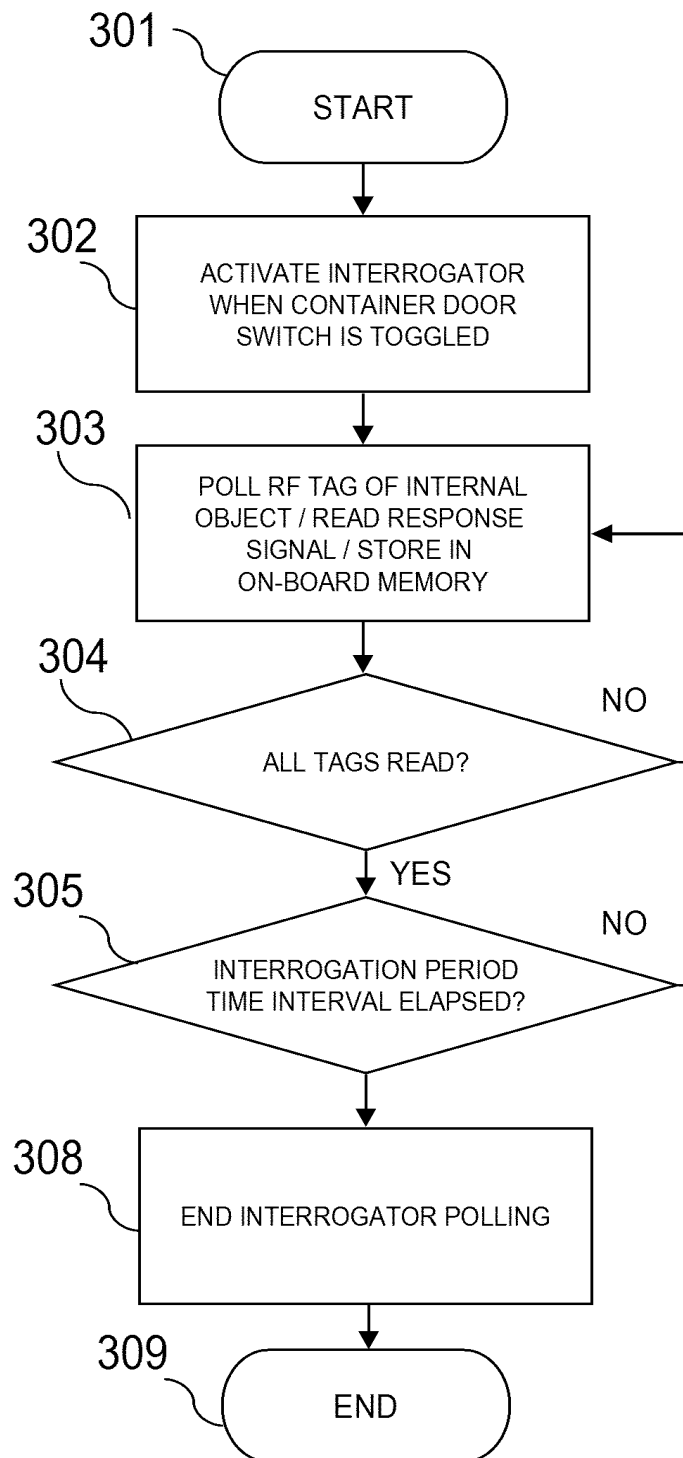 301
START
302
ACTIVATE INTERROGATOR
WHEN CONTAINER DOOR
SWITCH IS TOGGLED
303
POLL RF TAG OF INTERNAL
OBJECT / READ RESPONSE
SIGNAL / STORE IN
ON-BOARD MEMORY
304
NO
ALL TAGS READ?
YES
305
NO
INTERROGATION PERIOD
TIME INTERVAL ELAPSED?
308
END INTERROGATOR POLLING
309
END